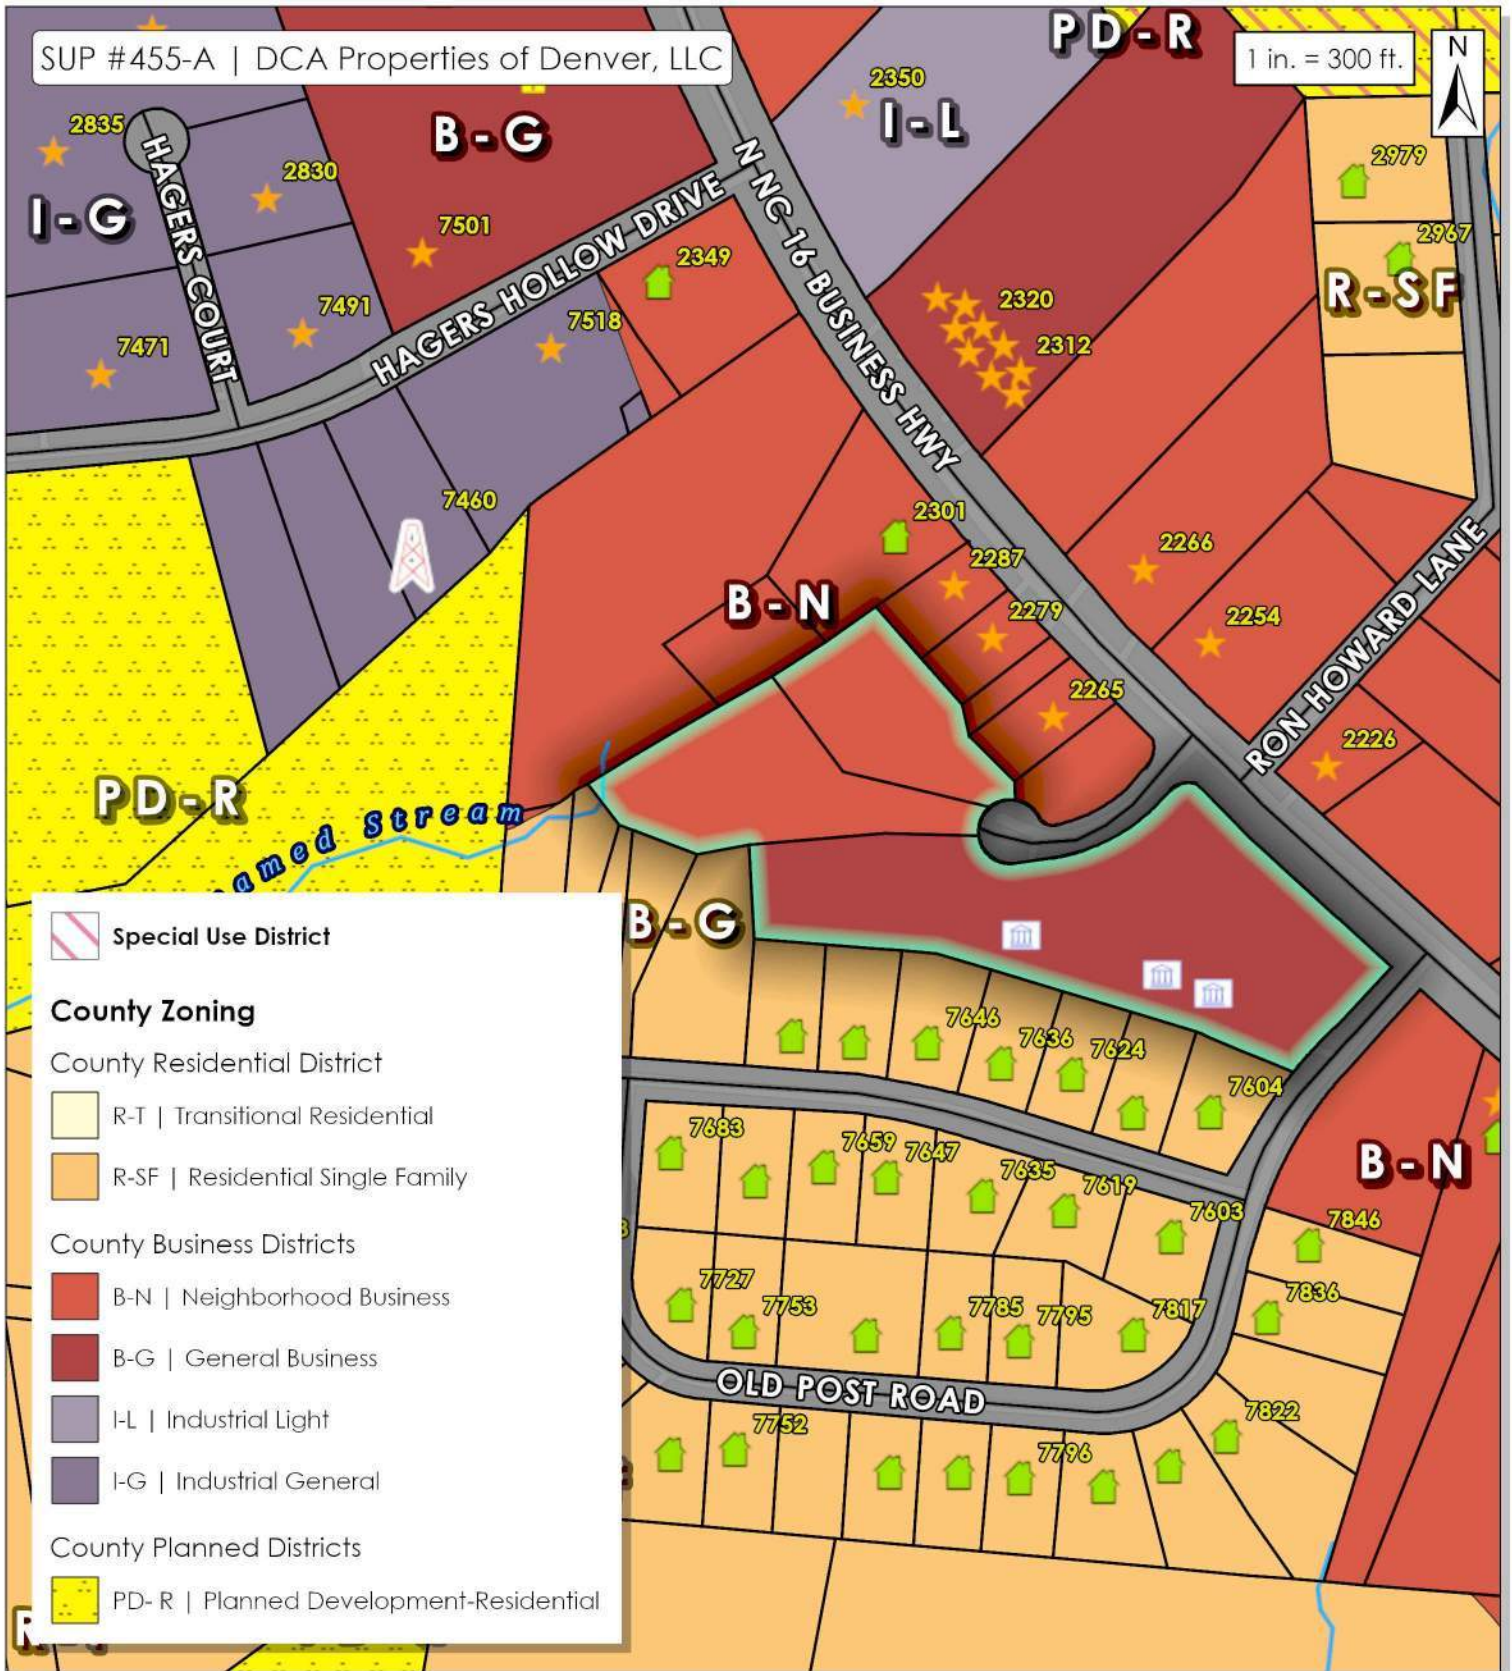 SUP #455-A | DCA Properties of Denver, LLC
PD-R
1 in. = 300 ft.
N
2350
I-L
2835
B-G
2979
2830
I-G
HAGERS COURT
7501
N NC 16 BUSINESS HWY
2967
HAGERS HOLLOW DRIVE
2349
R-SF
7491
7518
2320
7471
2312
7460
2301
2266
2287
B-N
2279
2254
RON HOWARD LANE
2265
2226
PD-R
amed Stream
B-G
Special Use District
County Zoning
County Residential District
R-T | Transitional Residential
R-SF | Residential Single Family
County Business Districts
B-N | Neighborhood Business
B-G | General Business
I-L | Industrial Light
I-G | Industrial General
County Planned Districts
PD- R | Planned Development-Residential
7646
7636
7624
7604
7683
7659
7647
7635
7619
7603
B-N
7846
7727
7753
7785
7795
7817
7836
OLD POST ROAD
7752
7796
7822